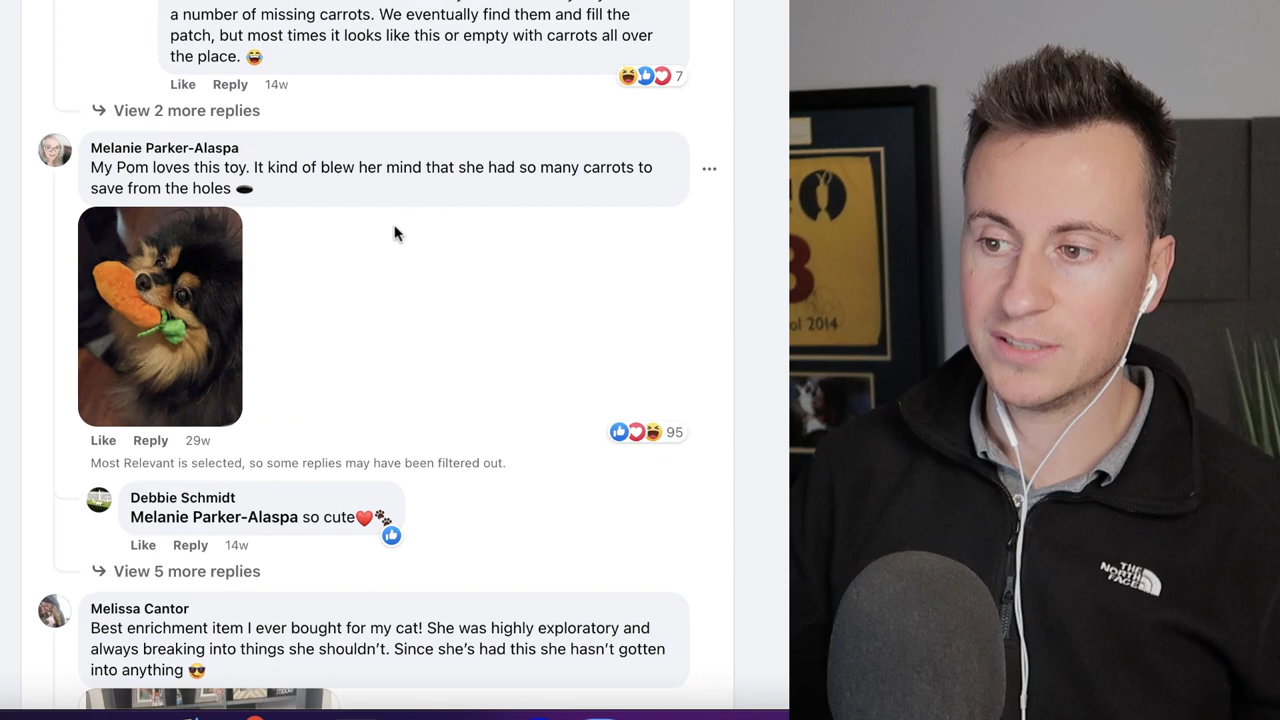 a number of missing carrots. We eventually find them and fill the
patch, but most times it looks like this or empty with carrots all over
the place. 😂
Like Reply 14w
7
View 2 more replies
Melanie Parker-Alaspa
My Pom loves this toy. It kind of blew her mind that she had so many carrots to
save from the holes 🕳️
Like Reply 29w
95
Most Relevant is selected, so some replies may have been filtered out.
Debbie Schmidt
Melanie Parker-Alaspa so cute❤️🐾
Like Reply 14w
View 5 more replies
Melissa Cantor
Best enrichment item I ever bought for my cat! She was highly exploratory and
always breaking into things she shouldn't. Since she's had this she hasn't gotten
into anything 😎
8
2014
THE
NORTH
FACE